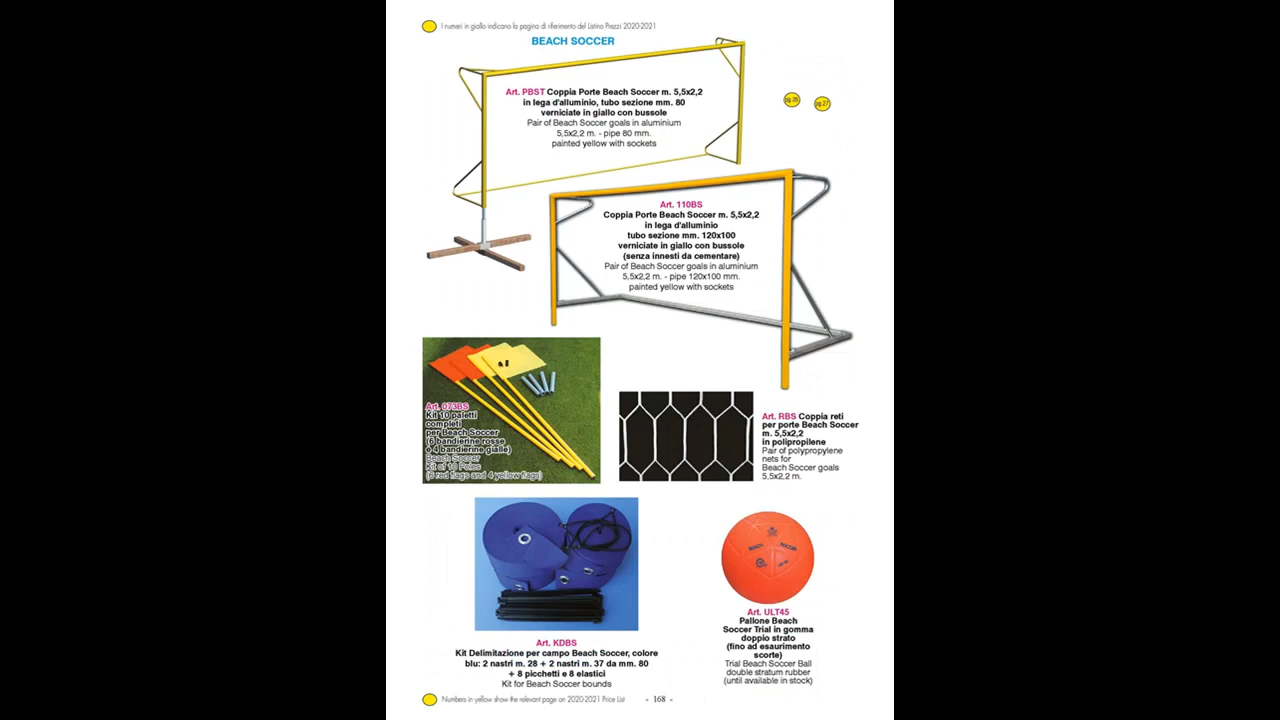 I numeri in giallo indicano la pagina di riferimento del Listino Prezzi 2020-2021
BEACH SOCCER
Art. PBST Coppia Porte Beach Soccer m. 5,5x2,2
in lega d'alluminio, tubo sezione mm. 80
verniciate in giallo con bussole
Pair of Beach Soccer goals in aluminium
5,5x2,2 m. - pipe 80 mm.
painted yellow with sockets
pg.26
pg.27
Art. 110BS
Coppia Porte Beach Soccer m. 5,5x2,2
in lega d'alluminio
tubo sezione mm. 120x100
verniciate in giallo con bussole
(senza innesti da cementare)
Pair of Beach Soccer goals in aluminium
5,5x2,2 m. - pipe 120x100 mm.
painted yellow with sockets
Art. 073BS
Kit 10 paletti
completi
per Beach Soccer
(6 bandierine rosse
e 4 bandierine gialle)
Beach Soccer
Kit of 10 Poles
(6 red flags and 4 yellow flags)
Art. RBS Coppia reti
per porte Beach Soccer
m. 5,5x2,2
in polipropilene
Pair of polypropylene
nets for
Beach Soccer goals
5,5x2,2 m.
BEACH SOCCER
Art. KDBS
Kit Delimitazione per campo Beach Soccer, colore
blu: 2 nastri m. 28 + 2 nastri m. 37 da mm. 80
+ 8 picchetti e 8 elastici
Kit for Beach Soccer bounds
Art. ULT45
Pallone Beach
Soccer Trial in gomma
doppio strato
(fino ad esaurimento
scorte)
Trial Beach Soccer Ball
double stratum rubber
(until available in stock)
Numbers in yellow show the relevant page on 2020-2021 Price List
- 168 -